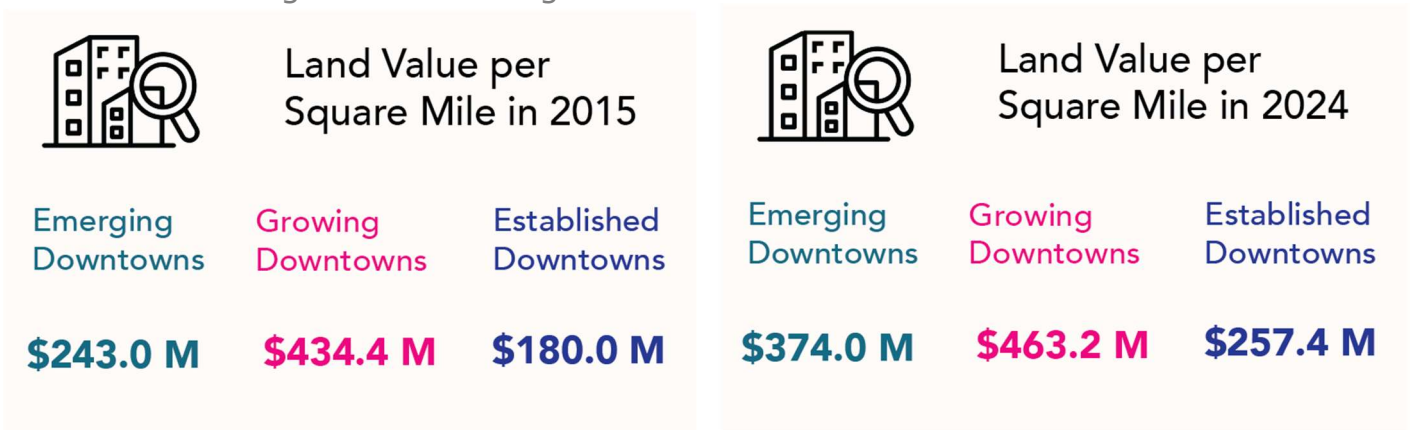 Land Value per
Square Mile in 2015
Emerging
Downtowns
Growing
Downtowns
Established
Downtowns
$243.0 M
$434.4 M
$180.0 M
Land Value per
Square Mile in 2024
Emerging
Downtowns
Growing
Downtowns
Established
Downtowns
$374.0 M
$463.2 M
$257.4 M